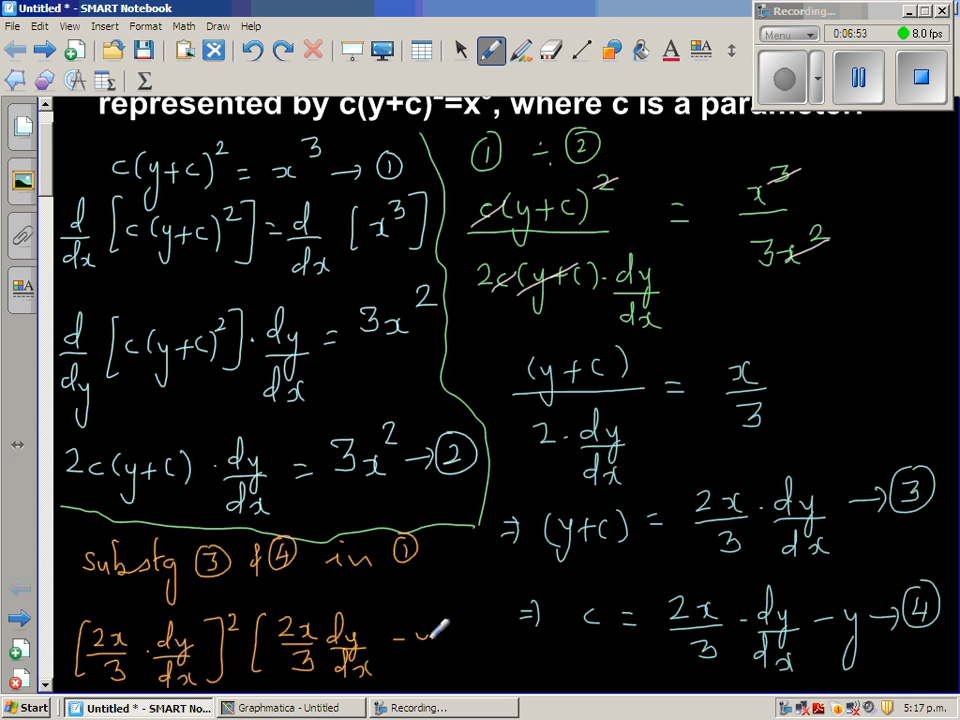 Untitled * - SMART Notebook
File Edit View Insert Format Math Draw Window Help
Recording...
Menu 0:06:53 8.0 fps
represented by c(y+c)²=x³, where c is a parameter.
c(y+c)² = x³ → ①
d/dx [c(y+c)²] = d/dx [x³]
d/dy [c(y+c)²] · dy/dx = 3x²
2c(y+c) · dy/dx = 3x² → ②
① ÷ ②
c(y+c)² / 2c(y+c) · dy/dx = x³ / 3x²
(y+c) / 2 · dy/dx = x/3
⇒ (y+c) = 2x/3 · dy/dx → ③
⇒ c = 2x/3 · dy/dx − y → ④
Substg ③ & ④ in ①
[2x/3 · dy/dx]² [2x/3 dy/dx −
Start Untitled * - SMART No... Graphmatica - Untitled Recording... 5:17 p.m.